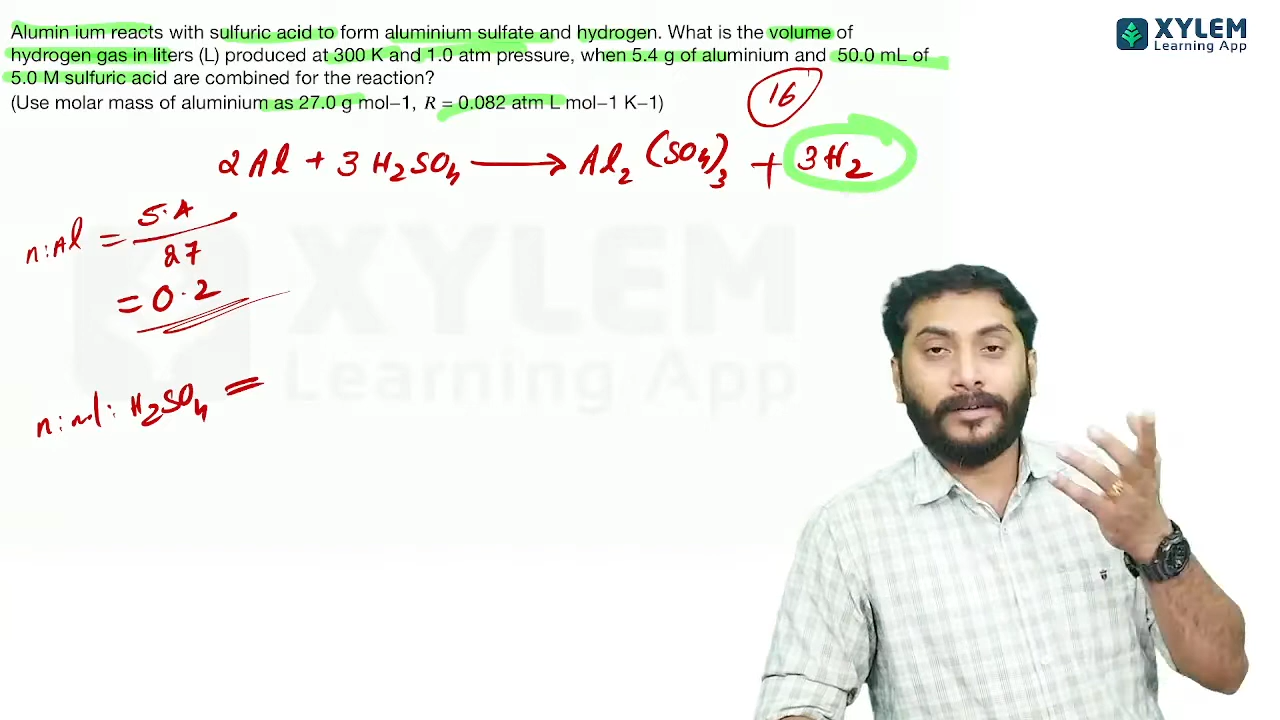 Alumin ium reacts with sulfuric acid to form aluminium sulfate and hydrogen. What is the volume of
hydrogen gas in liters (L) produced at 300 K and 1.0 atm pressure, when 5.4 g of aluminium and 50.0 mL of
5.0 M sulfuric acid are combined for the reaction?
(Use molar mass of aluminium as 27.0 g mol–1, R = 0.082 atm L mol–1 K–1)
XYLEM
Learning App
16
2Al + 3H2SO4 ⟶ Al2(SO4)3 + 3H2
n:Al = 5.4
27
= 0.2
n:ml: H2SO4 =
XYLEM
Learning App